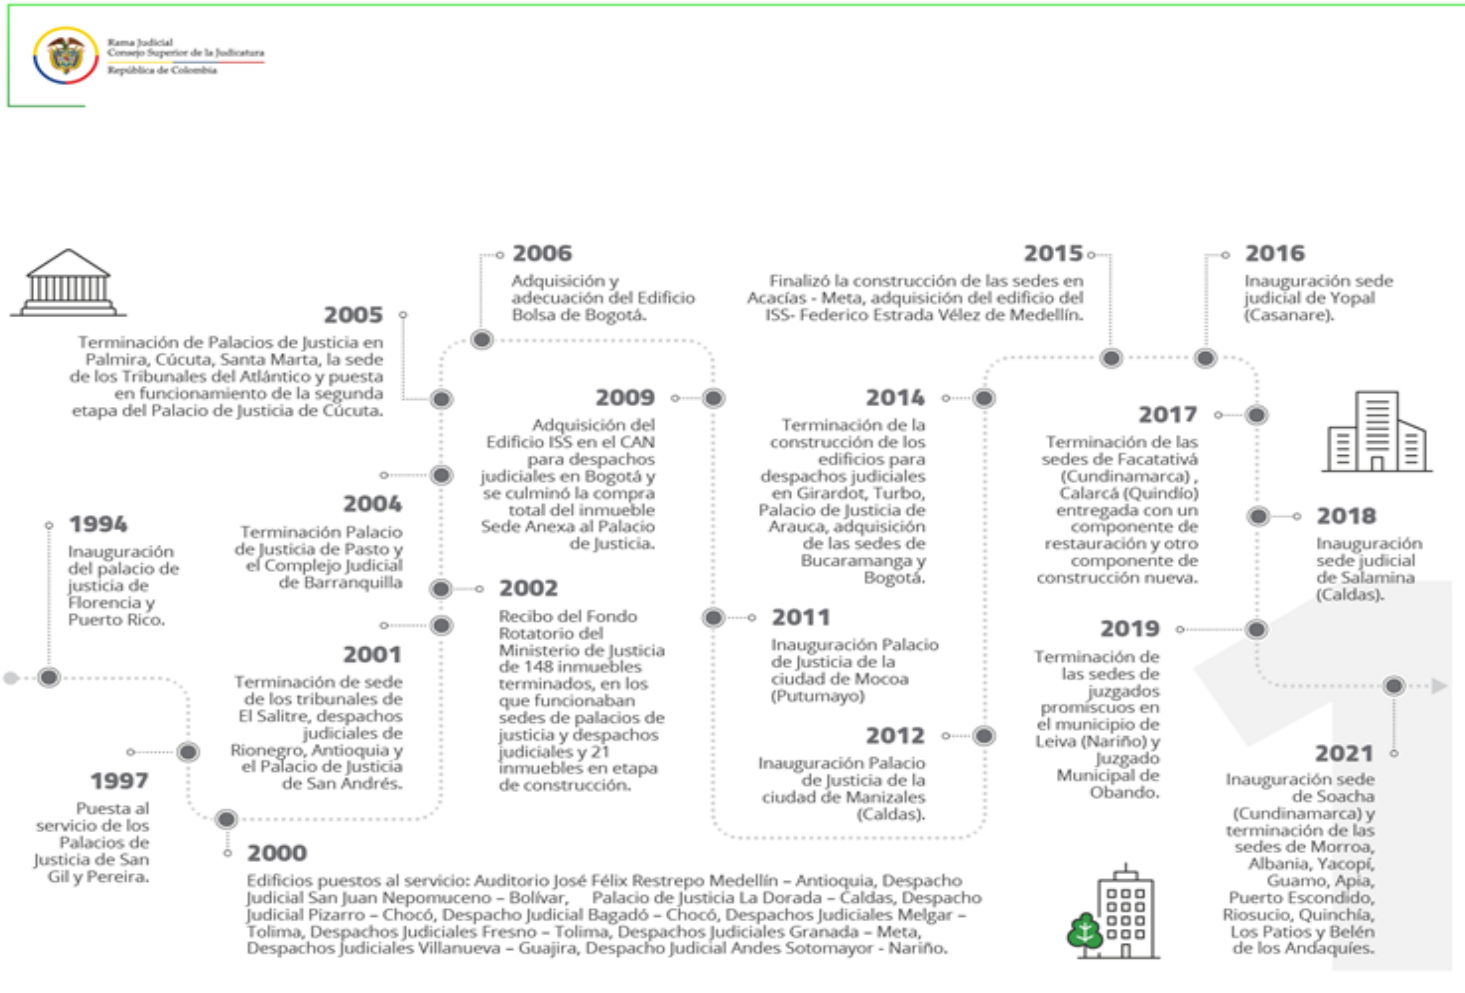 Rama Judicial
Consejo Superior de la Judicatura
República de Colombia
1994
Inauguración
del palacio de
justicia de
Florencia y
Puerto Rico.
1997
Puesta al
servicio de los
Palacios de
Justicia de San
Gil y Pereira.
2000
Edificios puestos al servicio: Auditorio José Félix Restrepo Medellín – Antioquia, Despacho
Judicial San Juan Nepomuceno – Bolívar, Palacio de Justicia La Dorada – Caldas, Despacho
Judicial Pizarro – Chocó, Despacho Judicial Bagadó – Chocó, Despachos Judiciales Melgar –
Tolima, Despachos Judiciales Fresno – Tolima, Despachos Judiciales Granada – Meta,
Despachos Judiciales Villanueva – Guajira, Despacho Judicial Andes Sotomayor - Nariño.
2001
Terminación de sede
de los tribunales de
El Salitre, despachos
judiciales de
Rionegro, Antioquia y
el Palacio de Justicia
de San Andrés.
2002
Recibo del Fondo
Rotatorio del
Ministerio de Justicia
de 148 inmuebles
terminados, en los
que funcionaban
sedes de palacios de
justicia y despachos
judiciales y 21
inmuebles en etapa
de construcción.
2004
Terminación Palacio
de Justicia de Pasto y
el Complejo Judicial
de Barranquilla
2005
Terminación de Palacios de Justicia en
Palmira, Cúcuta, Santa Marta, la sede
de los Tribunales del Atlántico y puesta
en funcionamiento de la segunda
etapa del Palacio de Justicia de Cúcuta.
2006
Adquisición y
adecuación del Edificio
Bolsa de Bogotá.
2009
Adquisición del
Edificio ISS en el CAN
para despachos
judiciales en Bogotá y
se culminó la compra
total del inmueble
Sede Anexa al Palacio
de Justicia.
2011
Inauguración Palacio
de Justicia de la
ciudad de Mocoa
(Putumayo)
2012
Inauguración Palacio
de Justicia de la
ciudad de Manizales
(Caldas).
2014
Terminación de la
construcción de los
edificios para
despachos judiciales
en Girardot, Turbo,
Palacio de Justicia de
Arauca, adquisición
de las sedes de
Bucaramanga y
Bogotá.
2015
Finalizó la construcción de las sedes en
Acacías - Meta, adquisición del edificio del
ISS- Federico Estrada Vélez de Medellín.
2016
Inauguración sede
judicial de Yopal
(Casanare).
2017
Terminación de las
sedes de Facatativá
(Cundinamarca) ,
Calarcá (Quindío)
entregada con un
componente de
restauración y otro
componente de
construcción nueva.
2018
Inauguración
sede judicial
de Salamina
(Caldas).
2019
Terminación de
las sedes de
juzgados
promiscuos en
el municipio de
Leiva (Nariño) y
Juzgado
Municipal de
Obando.
2021
Inauguración sede
de Soacha
(Cundinamarca) y
terminación de las
sedes de Morroa,
Albania, Yacopí,
Guamo, Apia,
Puerto Escondido,
Riosucio, Quinchía,
Los Patios y Belén
de los Andaquíes.
1